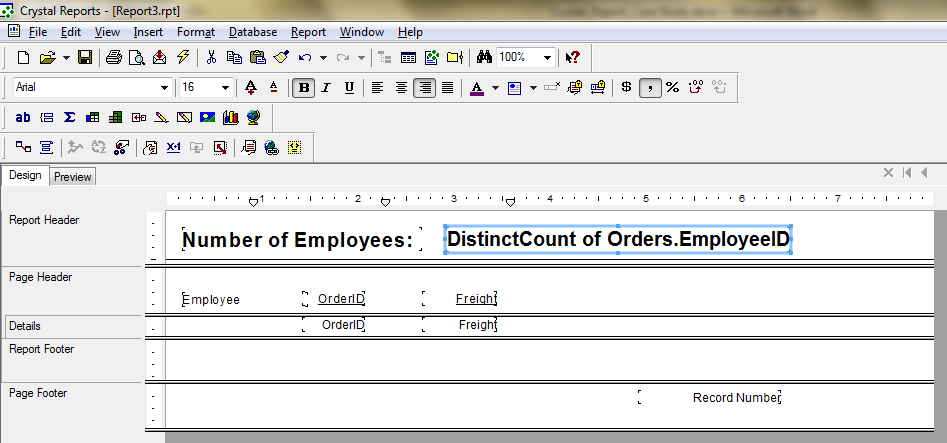 Crystal Reports - [Report3.rpt]
File Edit View Insert Format Database Report Window Help
100%
Arial 16 B I U A $ , %
ab Σ
X+1
Design Preview
1 2 3 4 5 6 7
Report Header
Number of Employees: DistinctCount of Orders.EmployeeID
Page Header
Employee OrderID Freight
Details OrderID Freight
Report Footer
Page Footer
Record Number